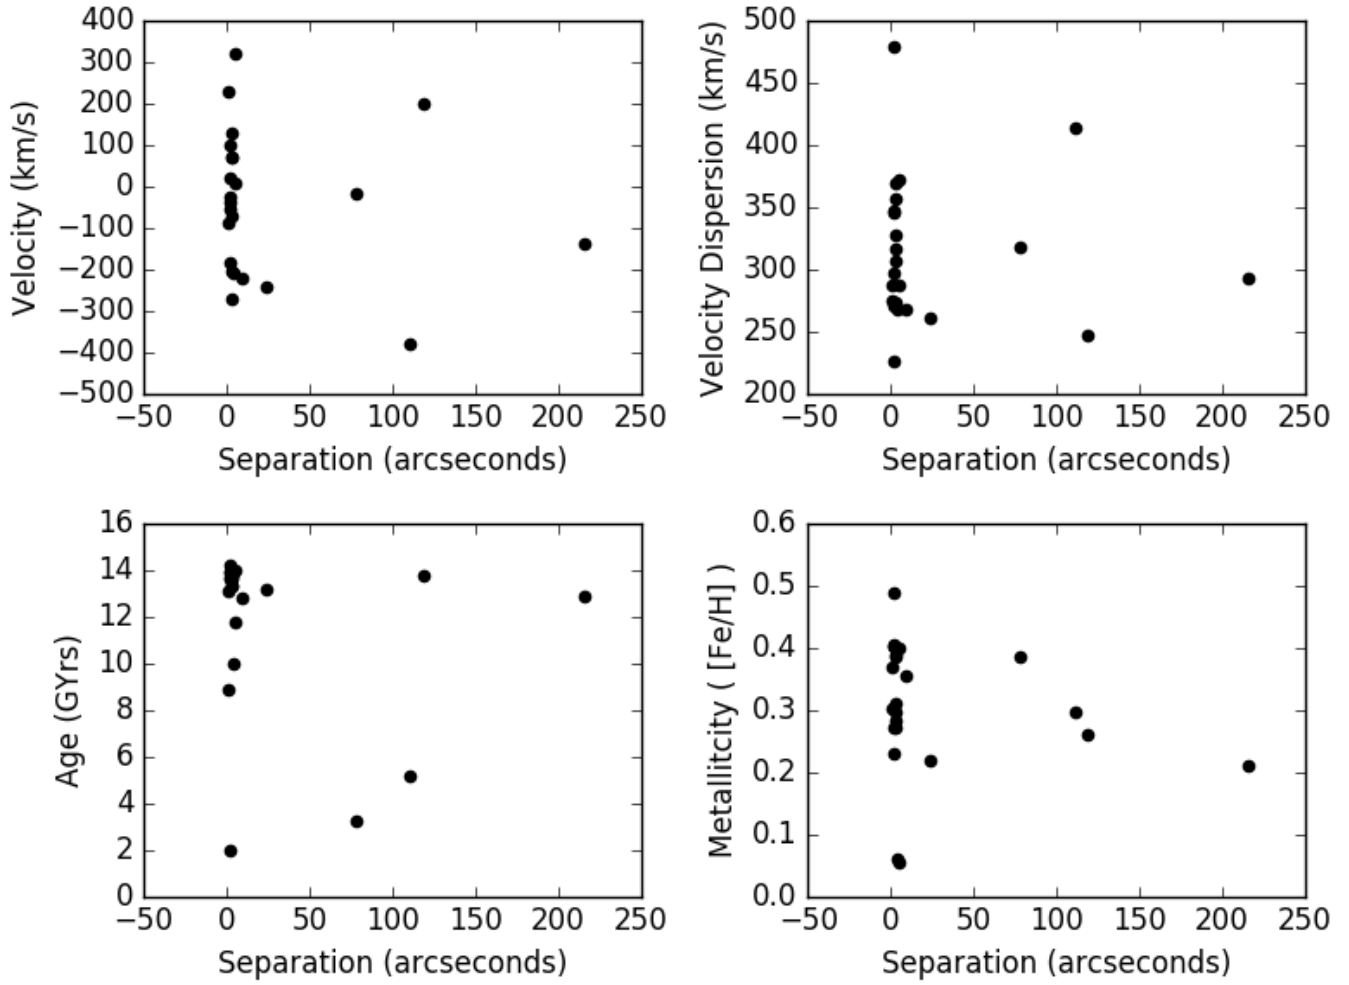 400
300
200
100
0
−100
−200
−300
−400
−500
−50 0 50 100 150 200 250
Separation (arcseconds)
Velocity (km/s)
500
450
400
350
300
250
200
−50 0 50 100 150 200 250
Separation (arcseconds)
Velocity Dispersion (km/s)
16
14
12
10
8
6
4
2
0
−50 0 50 100 150 200 250
Separation (arcseconds)
Age (GYrs)
0.6
0.5
0.4
0.3
0.2
0.1
0.0
−50 0 50 100 150 200 250
Separation (arcseconds)
Metallitcity ( [Fe/H] )